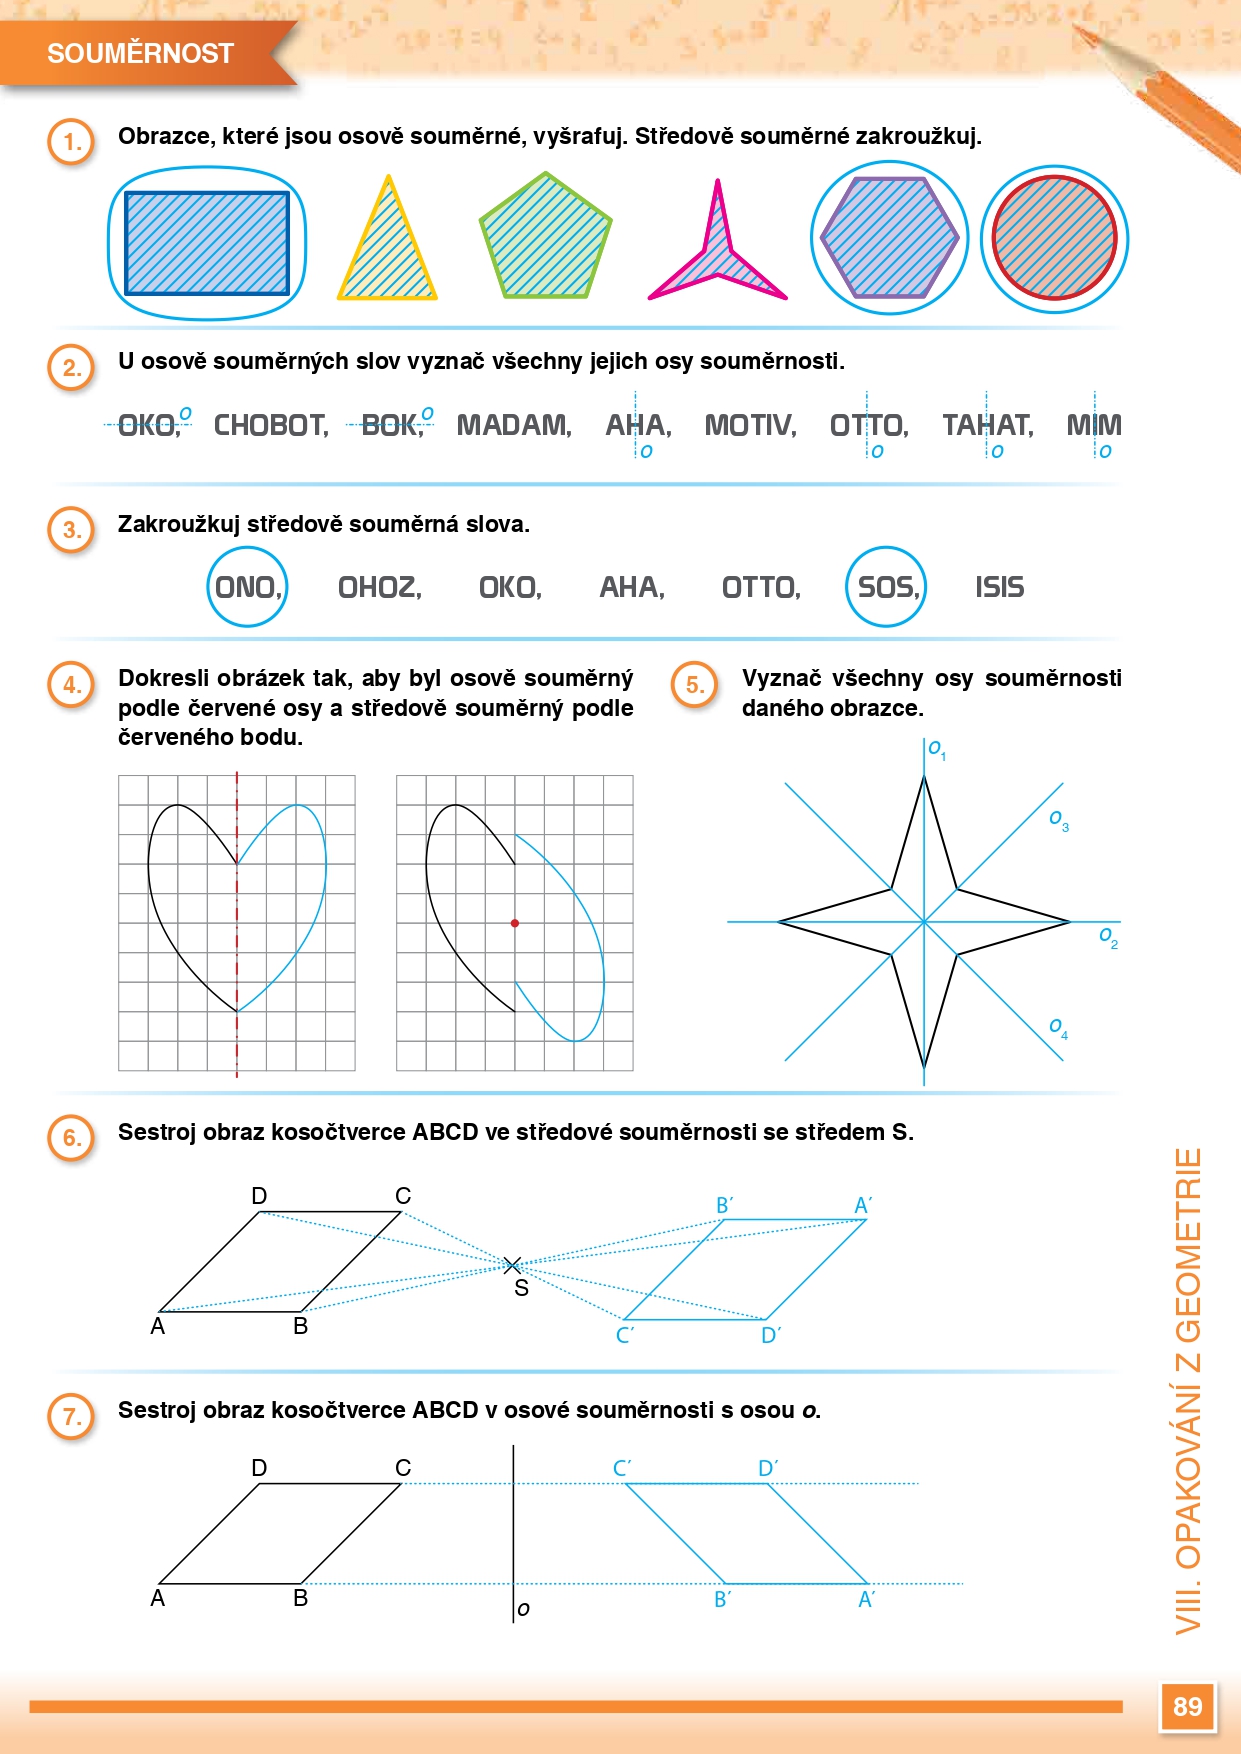 SOUMĚRNOST
1. Obrazce, které jsou osově souměrné, vyšrafuj. Středově souměrné zakroužkuj.
2. U osově souměrných slov vyznač všechny jejich osy souměrnosti.
OKO, o CHOBOT, BOK, o MADAM, AHA, MOTIV, OTTO, TAHAT, MIM
o o o o
3. Zakroužkuj středově souměrná slova.
ONO, OHOZ, OKO, AHA, OTTO, SOS, ISIS
4. Dokresli obrázek tak, aby byl osově souměrný
podle červené osy a středově souměrný podle
červeného bodu.
5. Vyznač všechny osy souměrnosti
daného obrazce.
o1
o3
o2
o4
6. Sestroj obraz kosočtverce ABCD ve středové souměrnosti se středem S.
D C B´ A´
S
A B C´ D´
7. Sestroj obraz kosočtverce ABCD v osové souměrnosti s osou o.
D C C´ D´
A B o B´ A´
VIII. OPAKOVÁNÍ Z GEOMETRIE
89